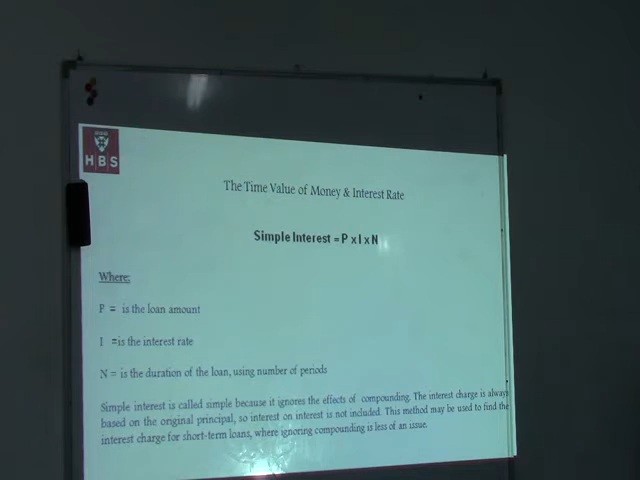 HBS
The Time Value of Money & Interest Rate
Simple Interest = P x I x N
Where:
P = is the loan amount
I =is the interest rate
N = is the duration of the loan, using number of periods
Simple interest is called simple because it ignores the effects of compounding. The interest charge is always
based on the original principal, so interest on interest is not included. This method may be used to find the
interest charge for short-term loans, where ignoring compounding is less of an issue.